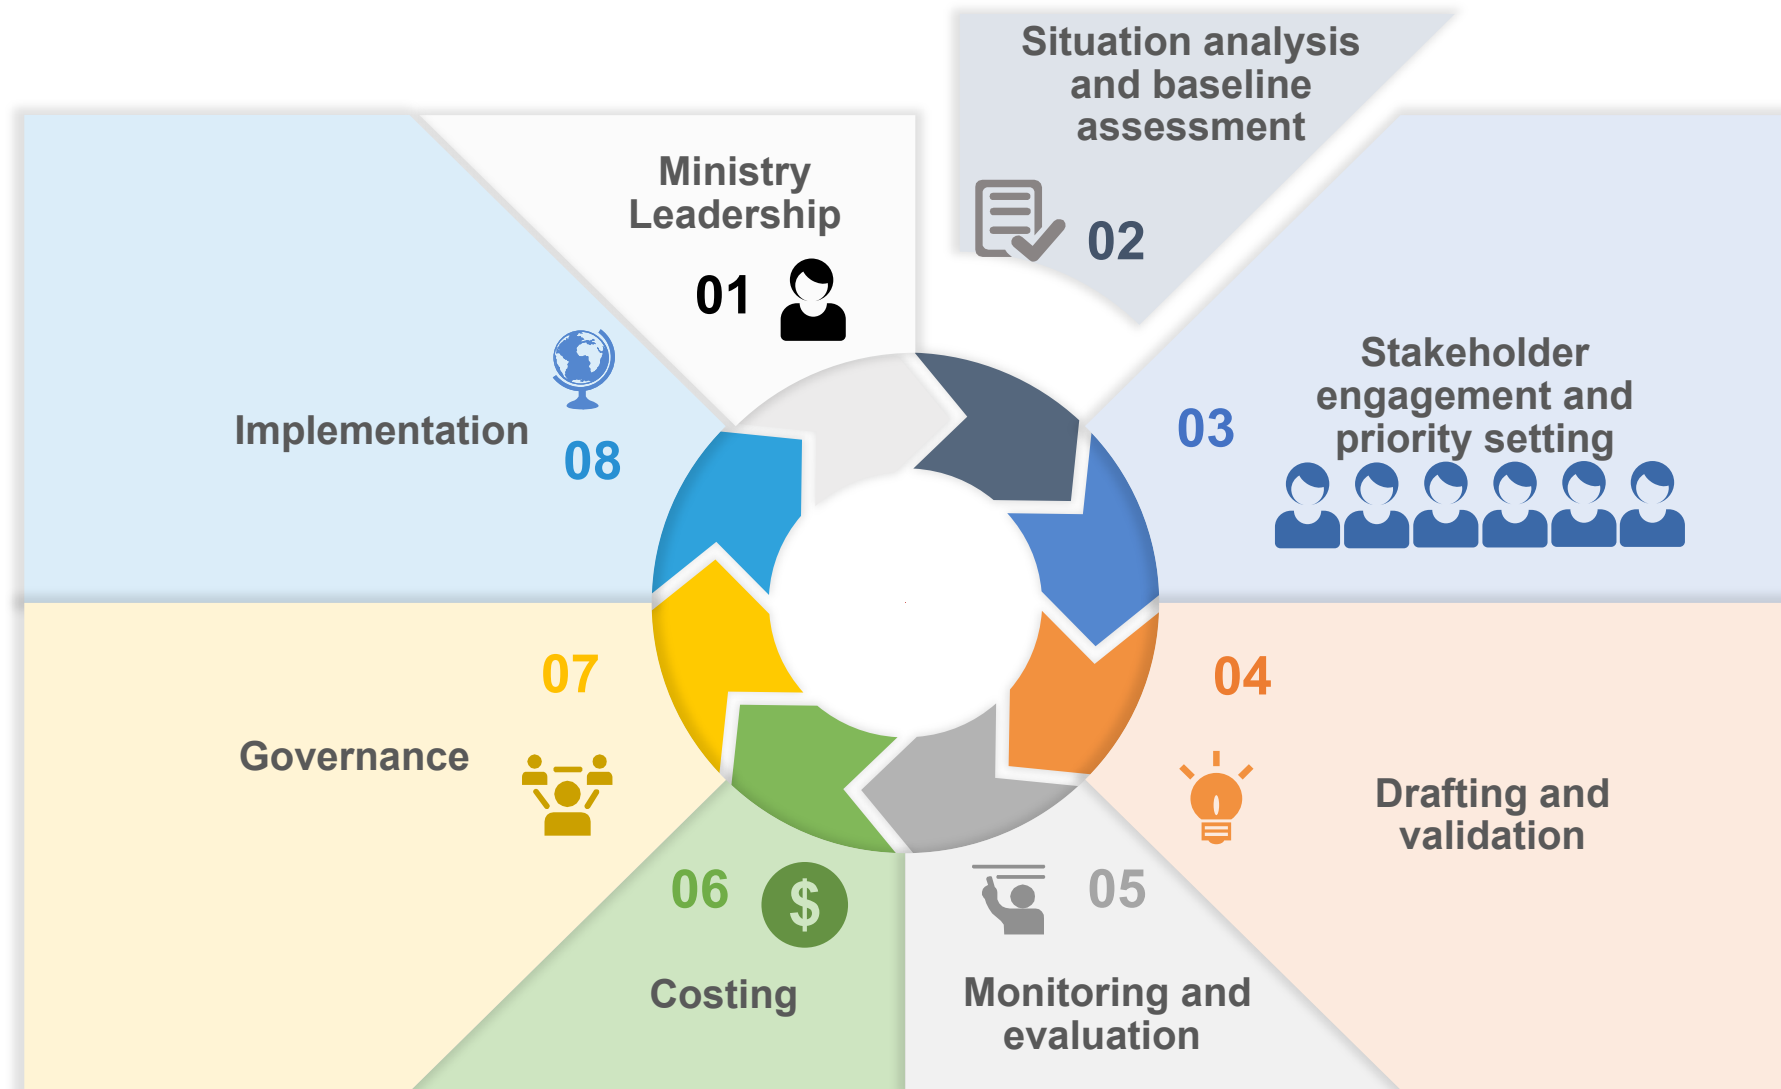 Ministry
Leadership
01
Situation analysis
and baseline
assessment
02
Stakeholder
engagement and
priority setting
03
04
Drafting and
validation
05
Monitoring and
evaluation
06
$
Costing
07
Governance
Implementation
08